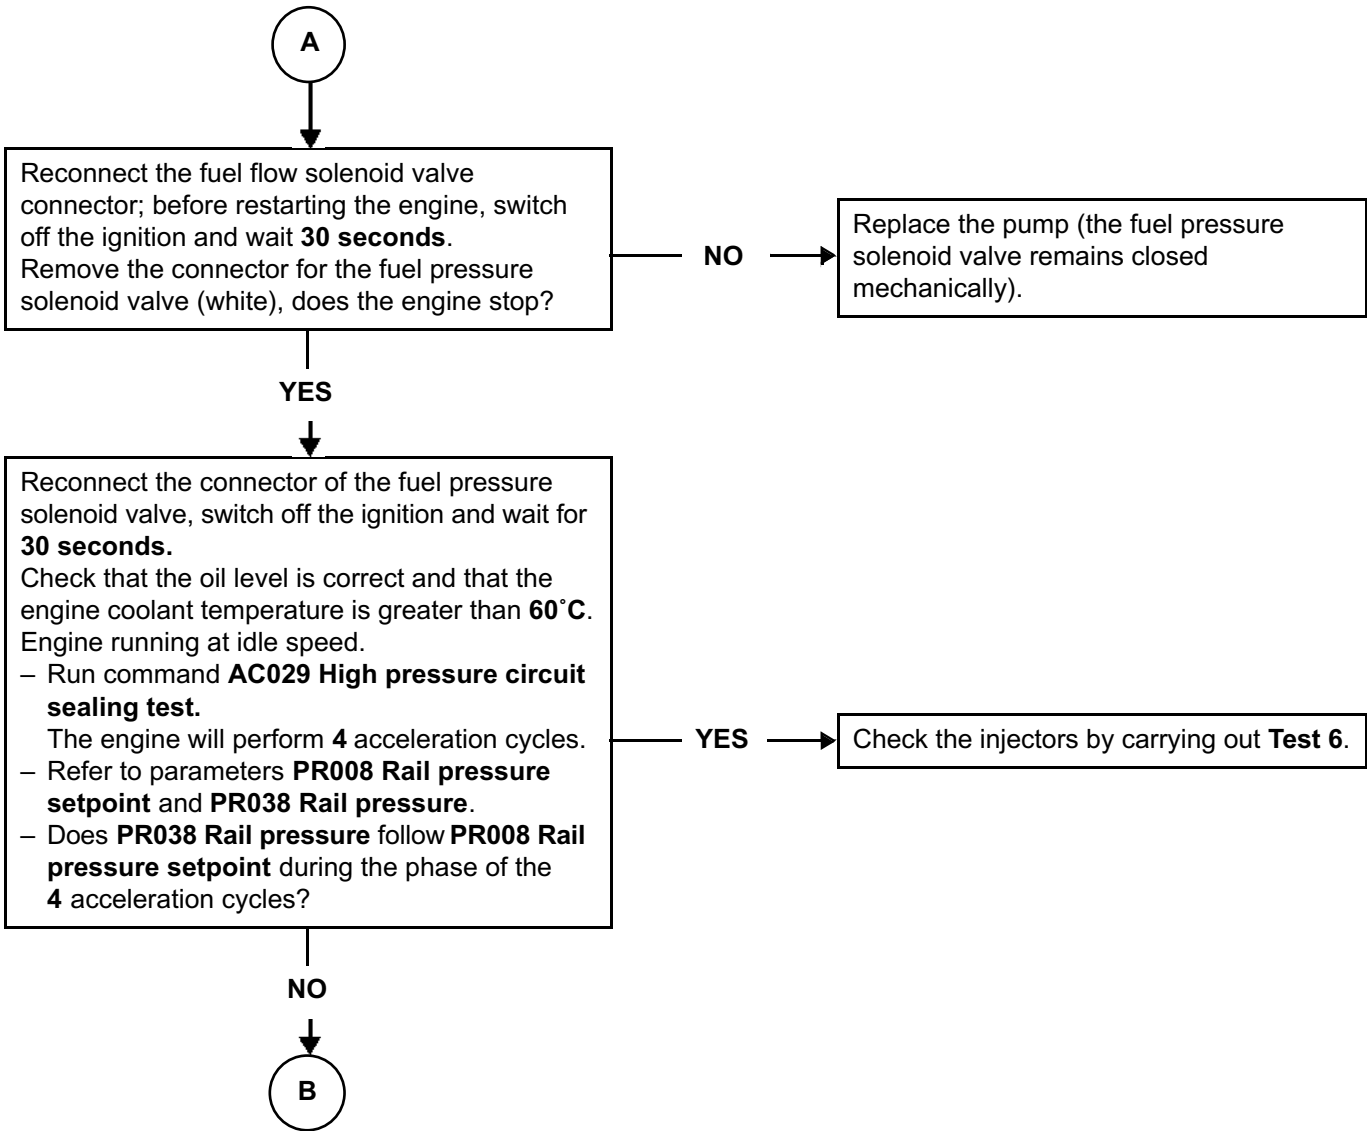 A
Reconnect the fuel flow solenoid valve
connector; before restarting the engine, switch
off the ignition and wait 30 seconds.
Remove the connector for the fuel pressure
solenoid valve (white), does the engine stop?
NO
Replace the pump (the fuel pressure
solenoid valve remains closed
mechanically).
YES
Reconnect the connector of the fuel pressure
solenoid valve, switch off the ignition and wait for
30 seconds.
Check that the oil level is correct and that the
engine coolant temperature is greater than 60˚C.
Engine running at idle speed.
– Run command AC029 High pressure circuit
sealing test.
The engine will perform 4 acceleration cycles.
– Refer to parameters PR008 Rail pressure
setpoint and PR038 Rail pressure.
– Does PR038 Rail pressure follow PR008 Rail
pressure setpoint during the phase of the
4 acceleration cycles?
YES
Check the injectors by carrying out Test 6.
NO
B